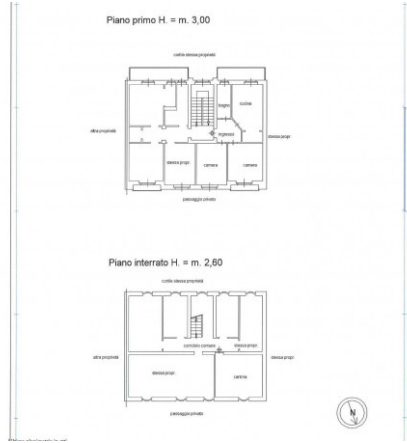 Piano primo H. = m. 3,00
cortile stessa proprietà
bagno
cucina
altra proprietà
ingresso
stessa propr.
stessa propr.
camera
camera
passaggio privato
Piano interrato H. = m. 2,60
cortile stessa proprietà
corridoio comune
stessa propr.
altra proprietà
stessa propr.
stessa propr.
cantina
passaggio privato
N